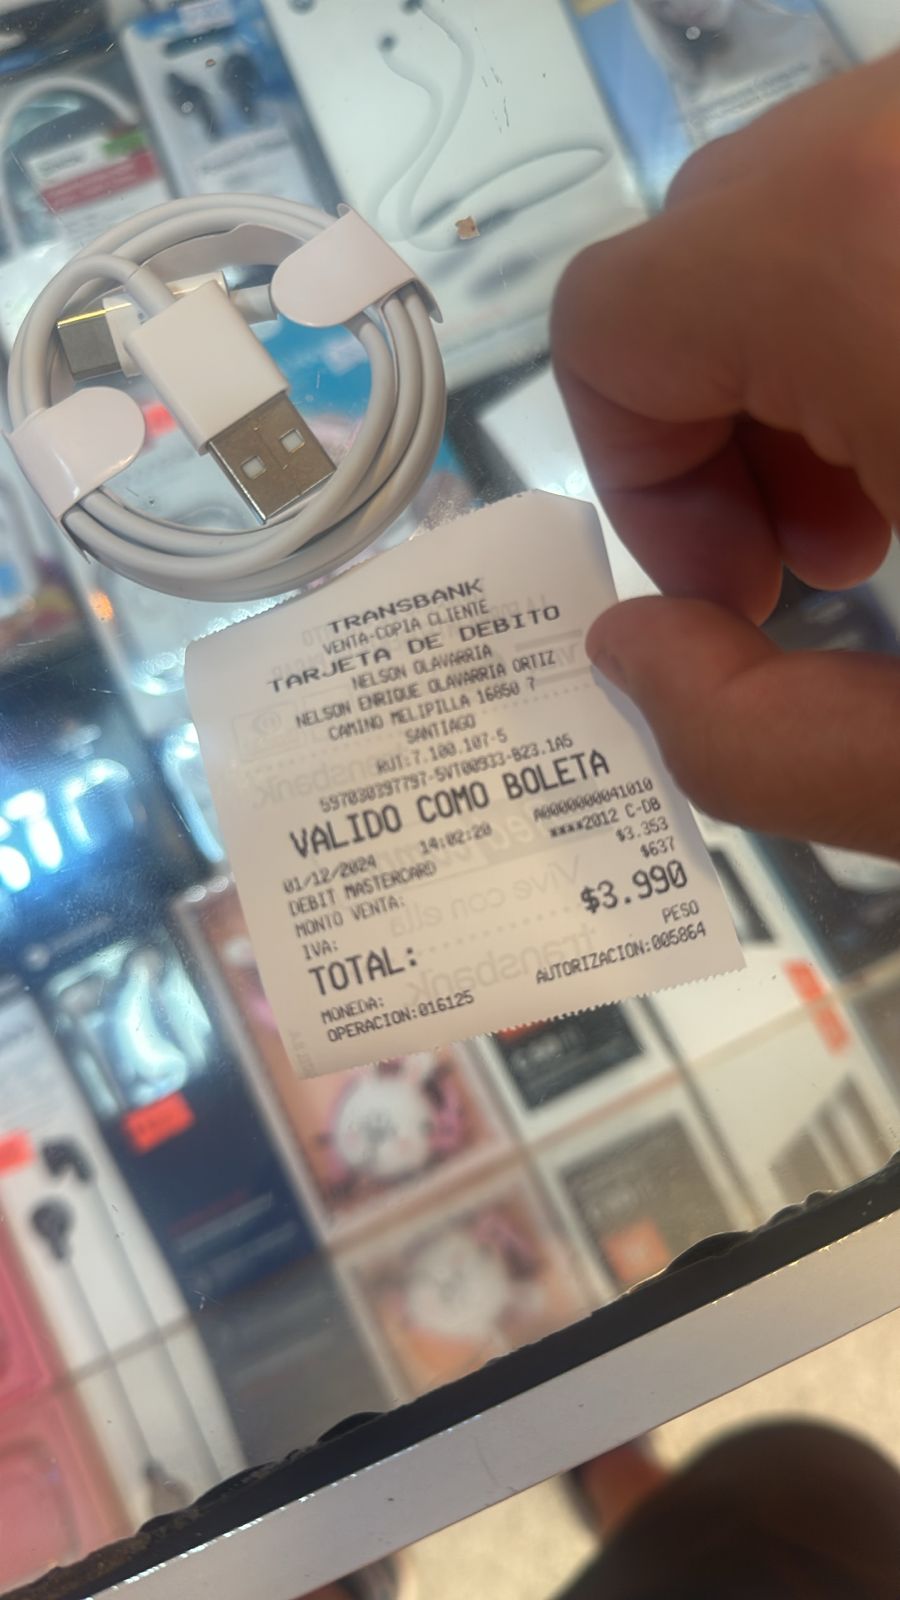 TRANSBANK
VENTA-COPIA CLIENTE
TARJETA DE DEBITO
NELSON OLAVARRIA
NELSON ENRIQUE OLAVARRIA ORTIZ
CAMINO MELIPILLA 16850 7
SANTIAGO
RUT:7.100.107-5
597030397797-5VT00933-B23.1A5
VALIDO COMO BOLETA
01/12/2024 14:02:20 A0000000041010
DEBIT MASTERCARD ****2012 C-DB
MONTO VENTA: $3.353
IVA: $637
TOTAL: $3.990
MONEDA: PESO
OPERACION:016125 AUTORIZACION:005864